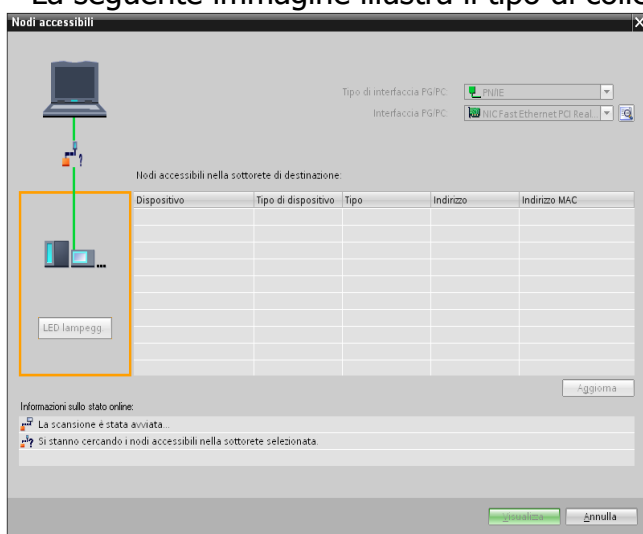 La seguente immagine illustra il tipo di colle
Nodi accessibili
Tipo di interfaccia PG/PC: PN/IE
Interfaccia PG/PC: NIC Fast Ethernet PCI Real...
?
Nodi accessibili nella sottorete di destinazione:
Dispositivo Tipo di dispositivo Tipo Indirizzo Indirizzo MAC
...
LED lampegg.
Aggiorna
Informazioni sullo stato online:
La scansione è stata avviata...
? Si stanno cercando i nodi accessibili nella sottorete selezionata.
Visualizza Annulla